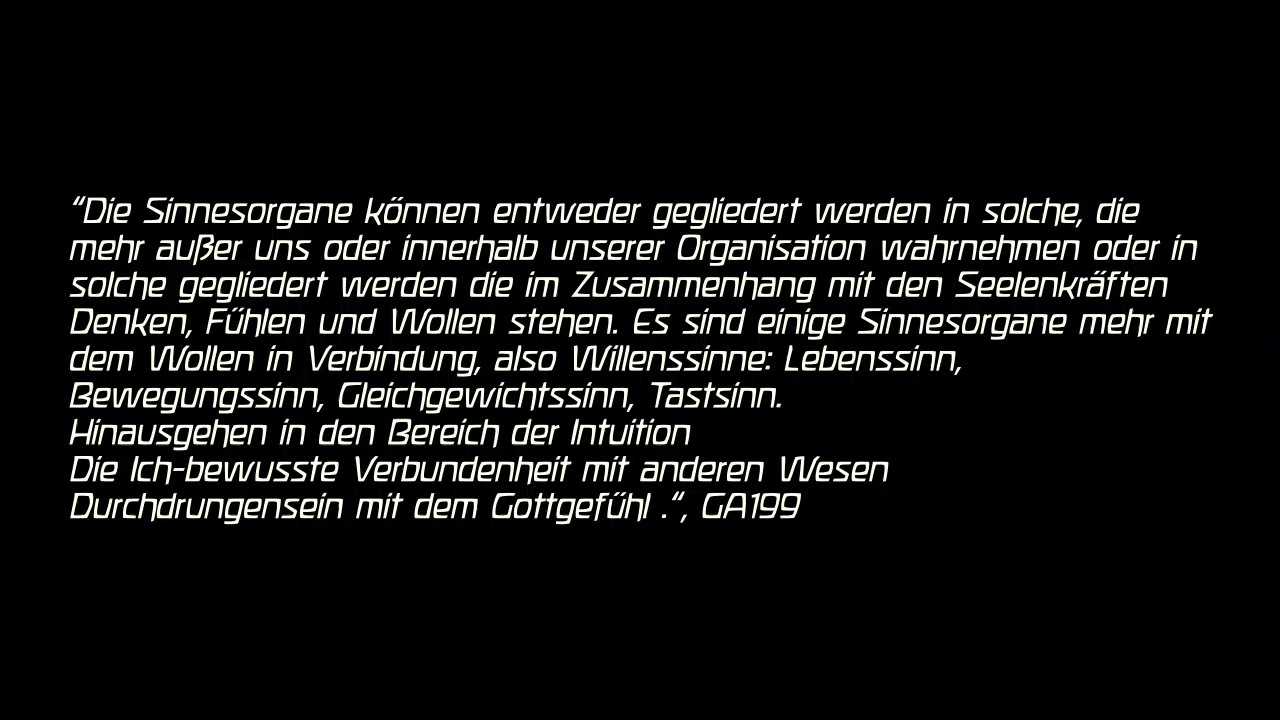 “Die Sinnesorgane können entweder gegliedert werden in solche, die
mehr außer uns oder innerhalb unserer Organisation wahrnehmen oder in
solche gegliedert werden die im Zusammenhang mit den Seelenkräften
Denken, Fühlen und Wollen stehen. Es sind einige Sinnesorgane mehr mit
dem Wollen in Verbindung, also Willenssinne: Lebenssinn,
Bewegungssinn, Gleichgewichtssinn, Tastsinn.
Hinausgehen in den Bereich der Intuition
Die Ich-bewusste Verbundenheit mit anderen Wesen
Durchdrungensein mit dem Gottgefühl .“, GA199